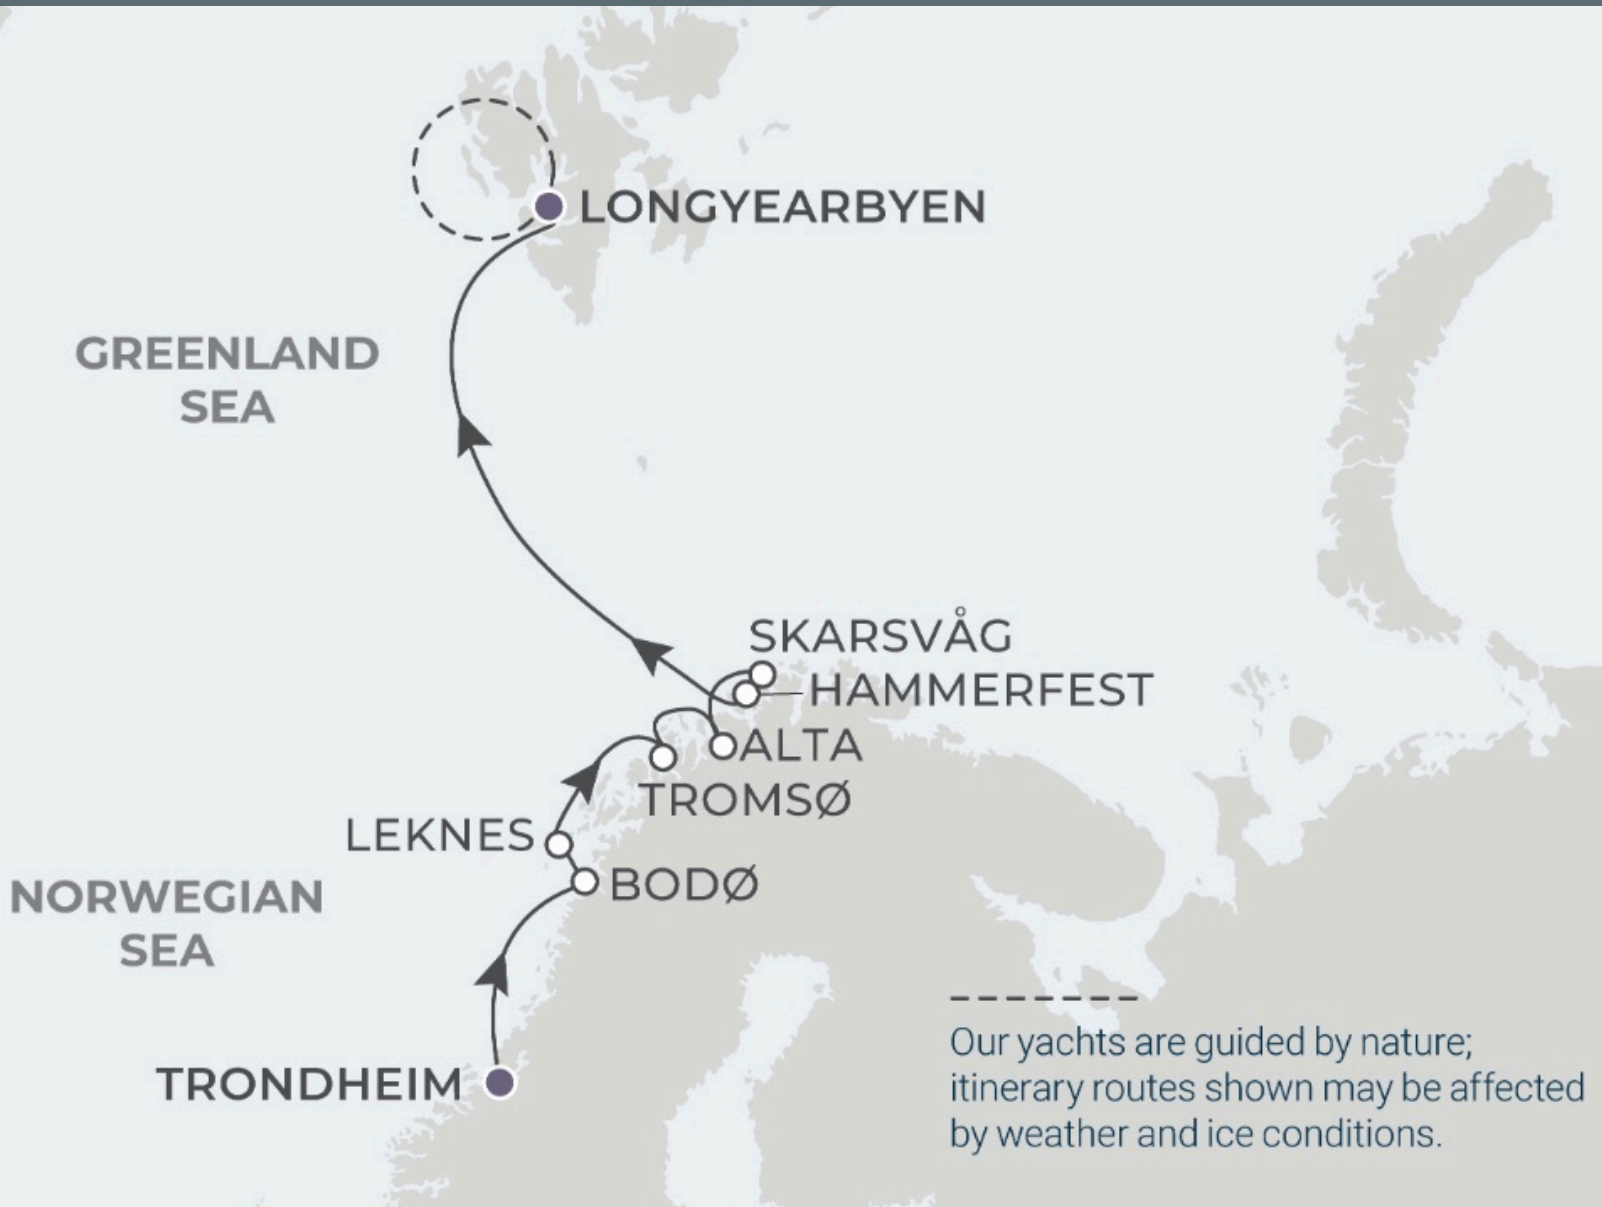 LONGYEARBYEN
GREENLAND
SEA
SKARSVÅG
HAMMERFEST
ALTA
TROMSØ
LEKNES
BODØ
NORWEGIAN
SEA
TRONDHEIM
Our yachts are guided by nature;
itinerary routes shown may be affected
by weather and ice conditions.